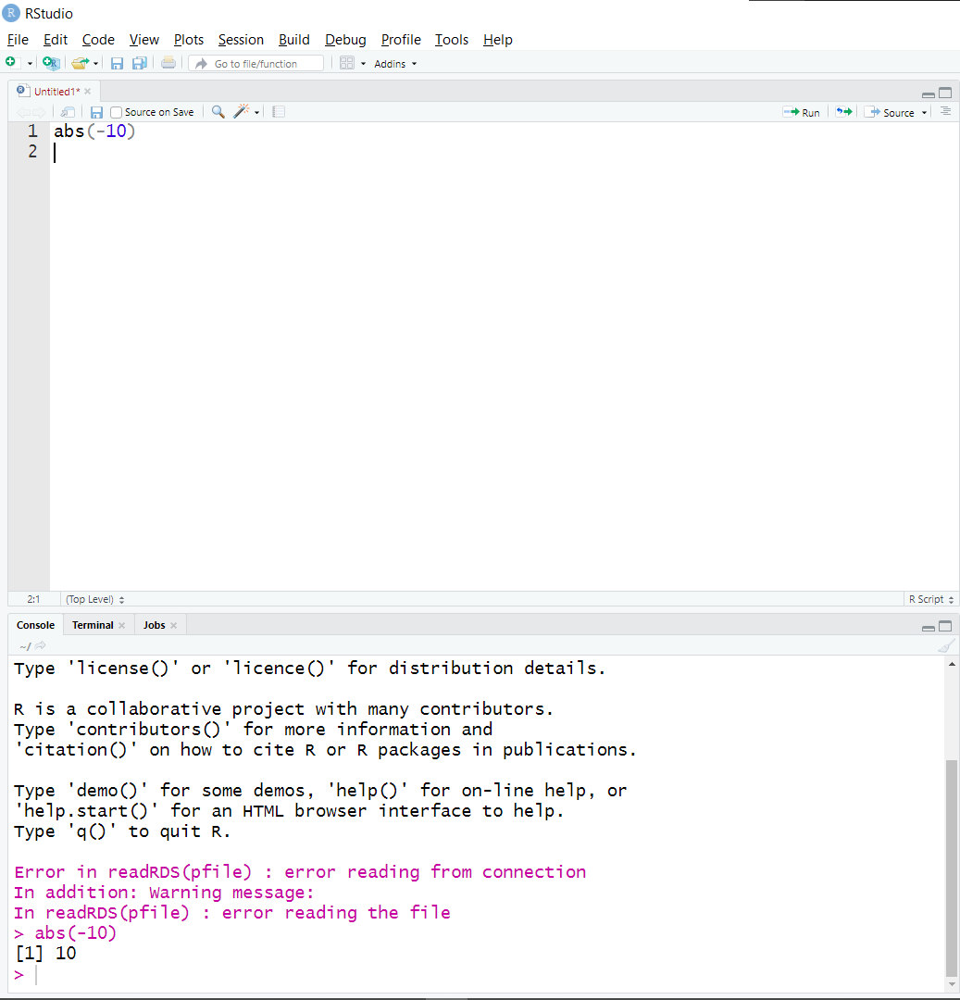 RStudio
File Edit Code View Plots Session Build Debug Profile Tools Help
Go to file/function Addins
Untitled1*
Source on Save Run Source
1 abs(-10)
2
2:1 (Top Level) R Script
Console Terminal Jobs
~/
Type 'license()' or 'licence()' for distribution details.
R is a collaborative project with many contributors.
Type 'contributors()' for more information and
'citation()' on how to cite R or R packages in publications.
Type 'demo()' for some demos, 'help()' for on-line help, or
'help.start()' for an HTML browser interface to help.
Type 'q()' to quit R.
Error in readRDS(pfile) : error reading from connection
In addition: Warning message:
In readRDS(pfile) : error reading the file
> abs(-10)
[1] 10
>